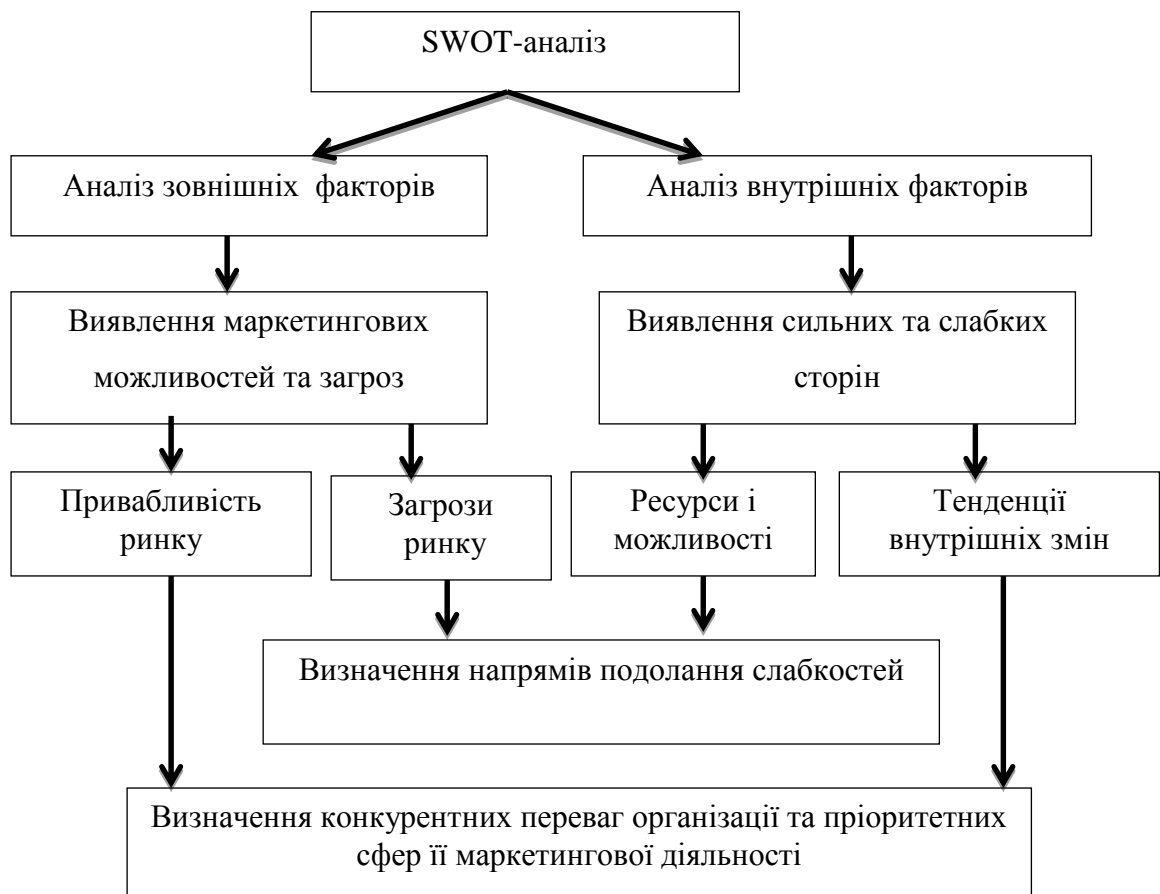 SWOT-аналіз
Аналіз зовнішніх факторів
Аналіз внутрішніх факторів
Виявлення маркетингових
можливостей та загроз
Виявлення сильних та слабких
сторін
Привабливість
ринку
Загрози
ринку
Ресурси і
можливості
Тенденції
внутрішніх змін
Визначення напрямів подолання слабкостей
Визначення конкурентних переваг організації та пріоритетних
сфер її маркетингової діяльності